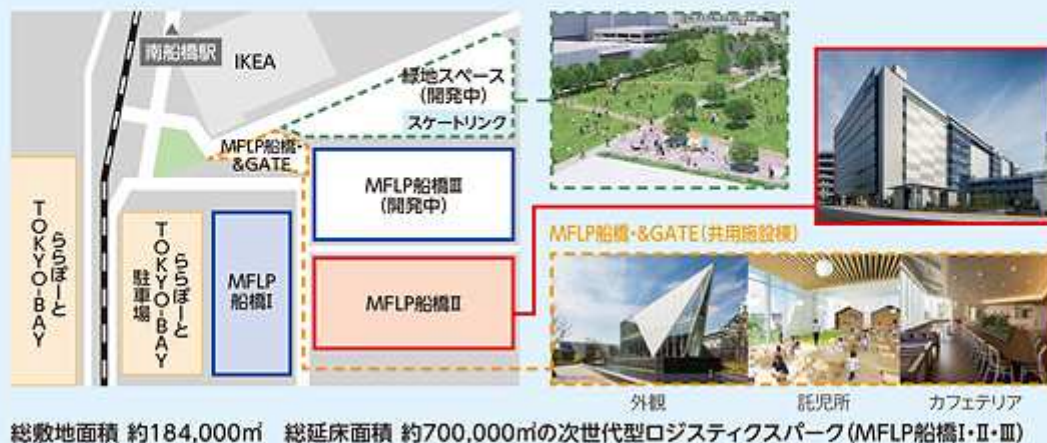 南船橋駅
IKEA
緑地スペース
(開発中)
スケートリンク
MFLP船橋・
&GATE
MFLP船橋Ⅲ
(開発中)
ららぽーと
TOKYO-BAY
ららぽーと
TOKYO-BAY
駐車場
MFLP
船橋Ⅰ
MFLP船橋Ⅱ
MFLP船橋・&GATE(共用施設棟)
外観
託児所
カフェテリア
総敷地面積 約184,000㎡ 総延床面積 約700,000㎡の次世代型ロジスティクスパーク(MFLP船橋Ⅰ・Ⅱ・Ⅲ)